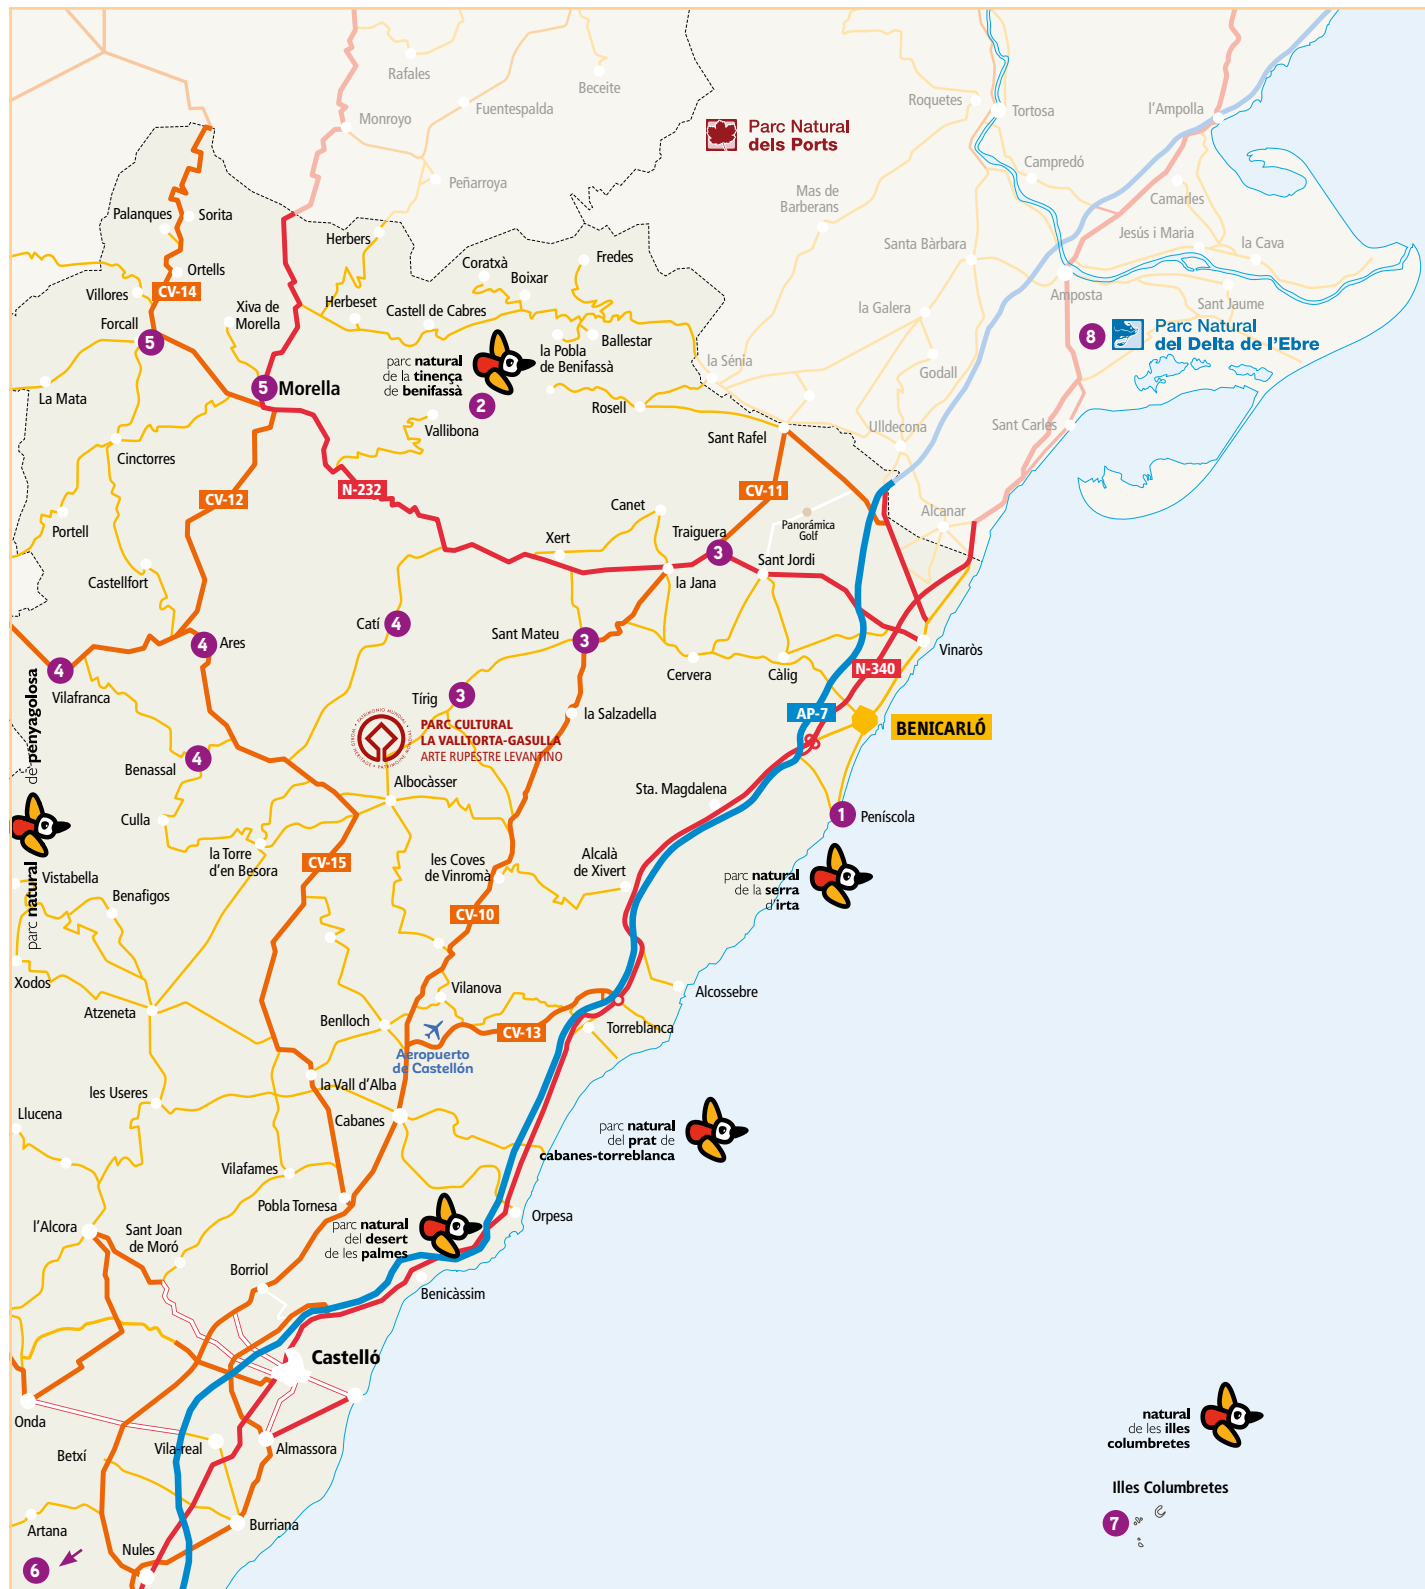 Rafales
Beceite
Fuentespalda
Monroyo
Roquetes
Tortosa
l'Ampolla
Parc Natural
dels Ports
Campredó
Peñarroya
Mas de
Barberans
Camarles
Palanques
Sorita
Herbers
Santa Bàrbara
Jesús i Maria
la Cava
Coratxà
Fredes
Boixar
Ortells
Villores
CV-14
Amposta
Sant Jaume
Xiva de
Morella
Herbeset
Castell de Cabres
la Galera
Forcall
5
Ballestar
8
Parc Natural
del Delta de l'Ebre
parc natural
de la tinença
de benifassà
2
la Pobla
de Benifassà
la Sénia
Godall
5
Morella
La Mata
Rosell
Vallibona
Ulldecona
Sant Carles
Sant Rafel
Cinctorres
N-232
CV-12
CV-11
Canet
Alcanar
Portell
Panorámica
Golf
Traiguera
3
Xert
Sant Jordi
Castellfort
la Jana
Catí
4
Sant Mateu
3
4
Ares
Vinaròs
4
Vilafranca
Cervera
Càlig
N-340
Tírig
3
la Salzadella
AP-7
BENICARLÓ
PATRIMONIO MUNDIAL
WORLD HERITAGE
PATRIMOINE MONDIAL
PARC CULTURAL
LA VALLTORTA-GASULLA
ARTE RUPESTRE LEVANTINO
parc natural de penyagolosa
Benassal
4
Albocàsser
Sta. Magdalena
Culla
1
Peníscola
la Torre
d'en Besora
CV-15
les Coves
de Vinromà
Alcalà
de Xivert
parc natural
de la serra
d'irta
Vistabella
Benafigos
CV-10
Xodos
Vilanova
Alcossebre
Atzeneta
Benlloch
CV-13
Torreblanca
Aeropuerto
de Castellón
la Vall d'Alba
les Useres
Llucena
Cabanes
parc natural
del prat de
cabanes-torreblanca
Vilafames
Pobla Tornesa
Orpesa
l'Alcora
Sant Joan
de Moró
parc natural
del desert
de les palmes
Borriol
Benicàssim
Castelló
Onda
natural
de les illes
columbretes
Betxí
Vila-real
Almassora
Illes Columbretes
7
Artana
Burriana
Nules
6